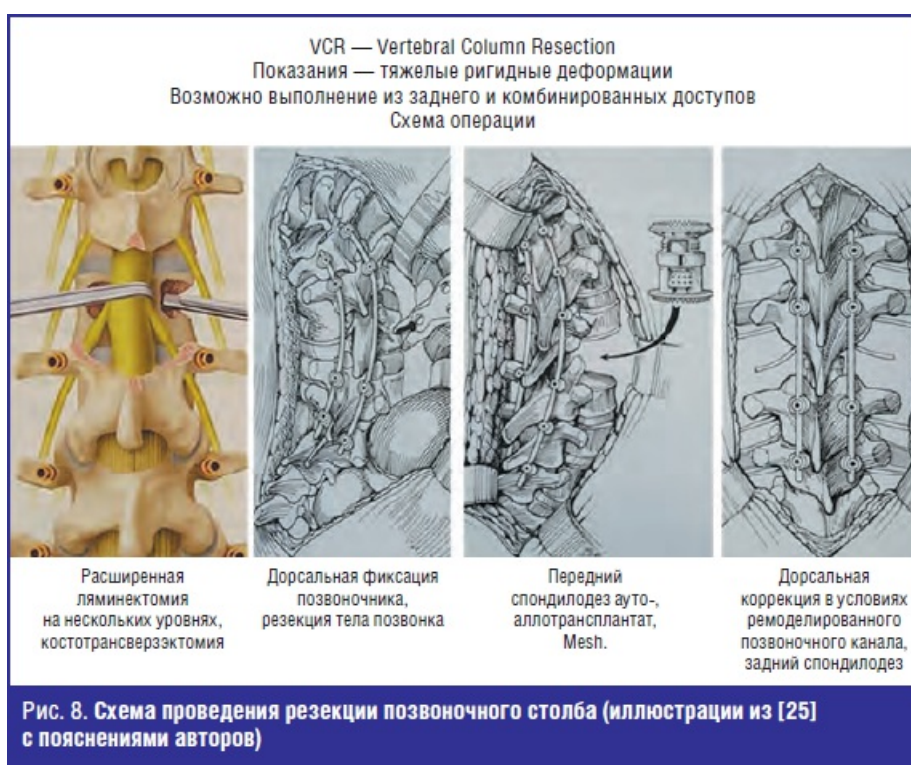 VCR — Vertebral Column Resection
Показания — тяжелые ригидные деформации
Возможно выполнение из заднего и комбинированных доступов
Схема операции
Расширенная
ляминектомия
на нескольких уровнях,
костотрансверзэктомия
Дорсальная фиксация
позвоночника,
резекция тела позвонка
Передний
спондилодез ауто-,
аллотрансплантат,
Mesh.
Дорсальная
коррекция в условиях
ремоделированного
позвоночного канала,
задний спондилодез
Рис. 8. Схема проведения резекции позвоночного столба (иллюстрации из [25]
с пояснениями авторов)